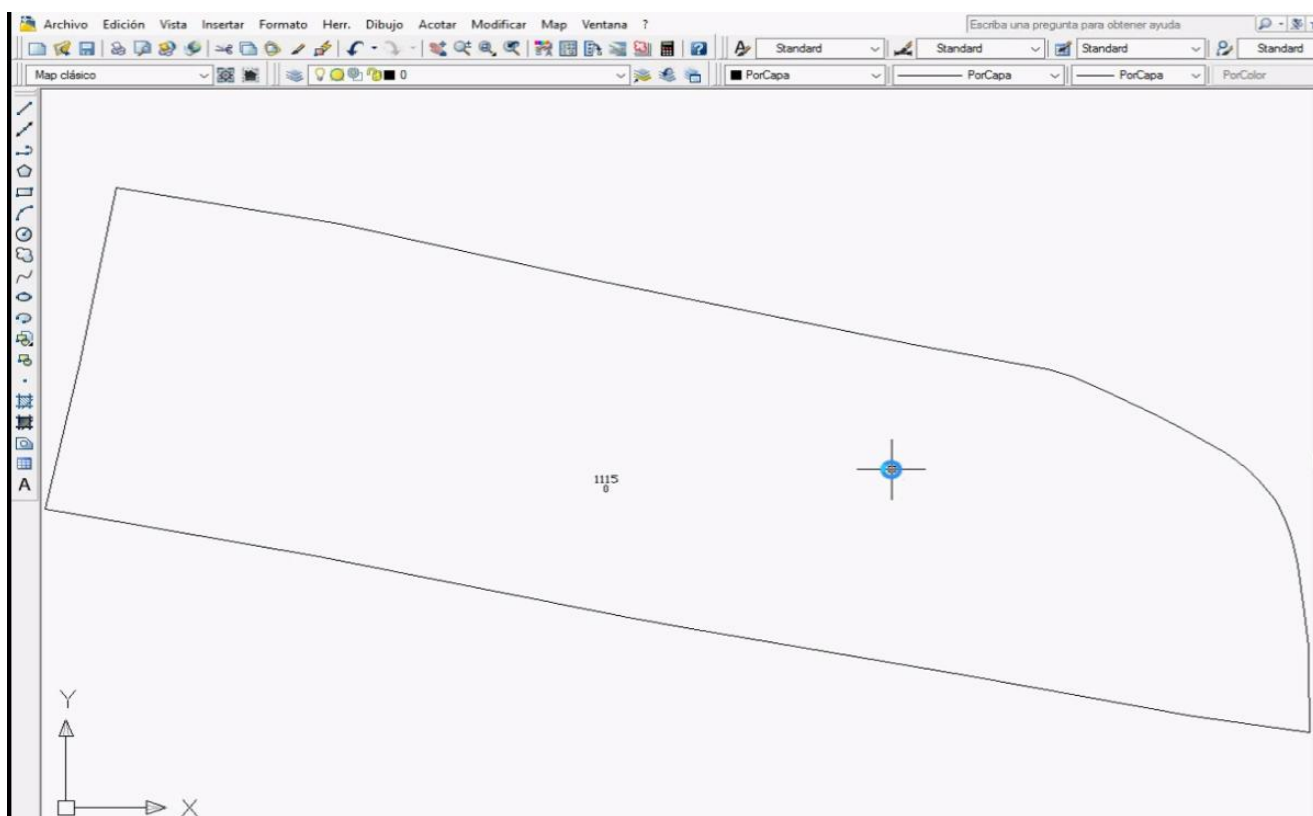 Archivo Edición Vista Insertar Formato Herr. Dibujo Acotar Modificar Map Ventana ? Escriba una pregunta para obtener ayuda
Standard Standard Standard Standard
Map clásico 0 PorCapa PorCapa PorCapa PorColor
A
1115
0
Y
X